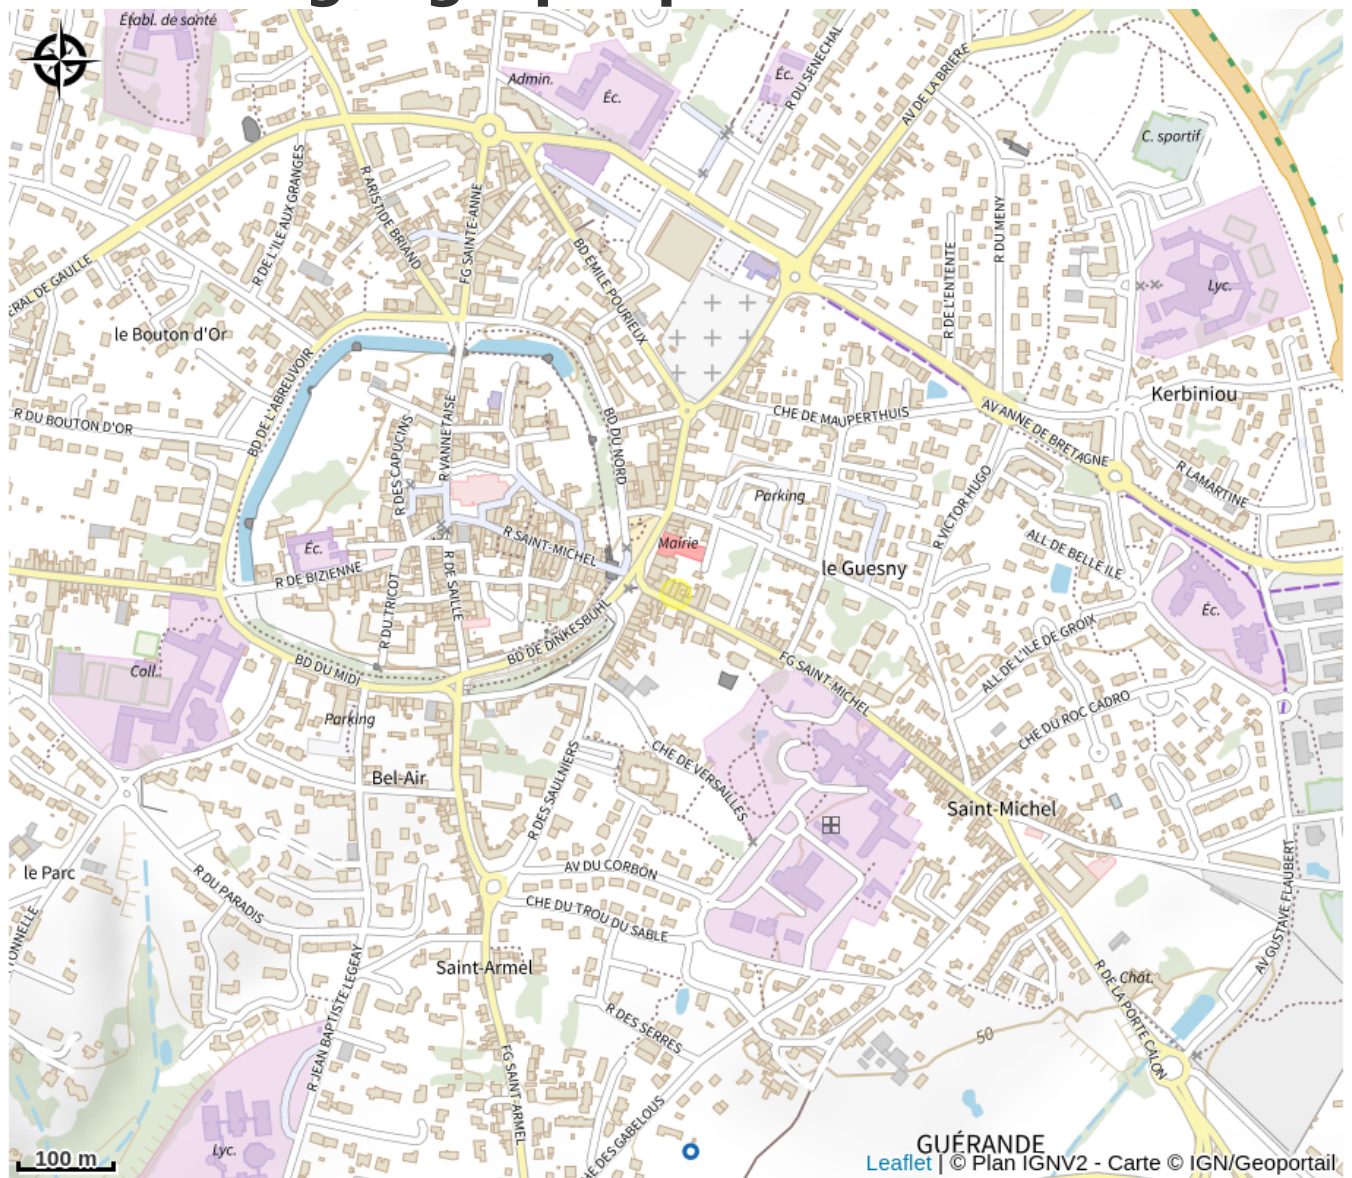 Établ. de santé
Admin.
Éc.
Éc.
R DU SENECHAL
AV DE LA BRIERE
C. sportif
R DE L'ILE AUX GRANGES
R ARISTIDE BRIAND
FG SAINTE-ANNE
BD EMILE POURIEUX
R DU MENY
R DE L'ENTENTE
Lyc.
ERAL DE GAULLE
le Bouton d'Or
BD DE L'ABREUVOIR
R DU BOUTON D'OR
R DES CAPUCINS
R VANNETAISE
BD DU NORD
CHE DE MAUPERTHUIS
AV ANNE DE BRETAGNE
Kerbiniou
R LAMARTINE
Parking
R VICTOR HUGO
R SAINT-MICHEL
Mairie
Éc.
R DE BIZIENNE
le Guesny
ALL DE BELLE ILE
R DU TRICOT
R DE SAILLE
BD DE DINKESBUHL
Éc.
ALL DE L'ILE DE GROIX
BD DU MIDI
Coll.
FG SAINT-MICHEL
CHE DU ROC CADRO
Parking
Bel-Air
R DES SAULNIERS
CHE DE VERSAILLES
Saint-Michel
le Parc
R DU PARADIS
AV DU CORBON
CHE DU TROU DU SABLE
AV GUSTAVE FLAUBERT
TONNELLE
Saint-Armel
R JEAN BAPTISTE LEGEAY
R DES SERRES
50
Chât.
R DE LA PORTE CALON
FG SAINT-ARMEL
HE DES GABELOUS
Lyc.
GUÉRANDE
100 m
Leaflet | © Plan IGNV2 - Carte © IGN/Geoportail